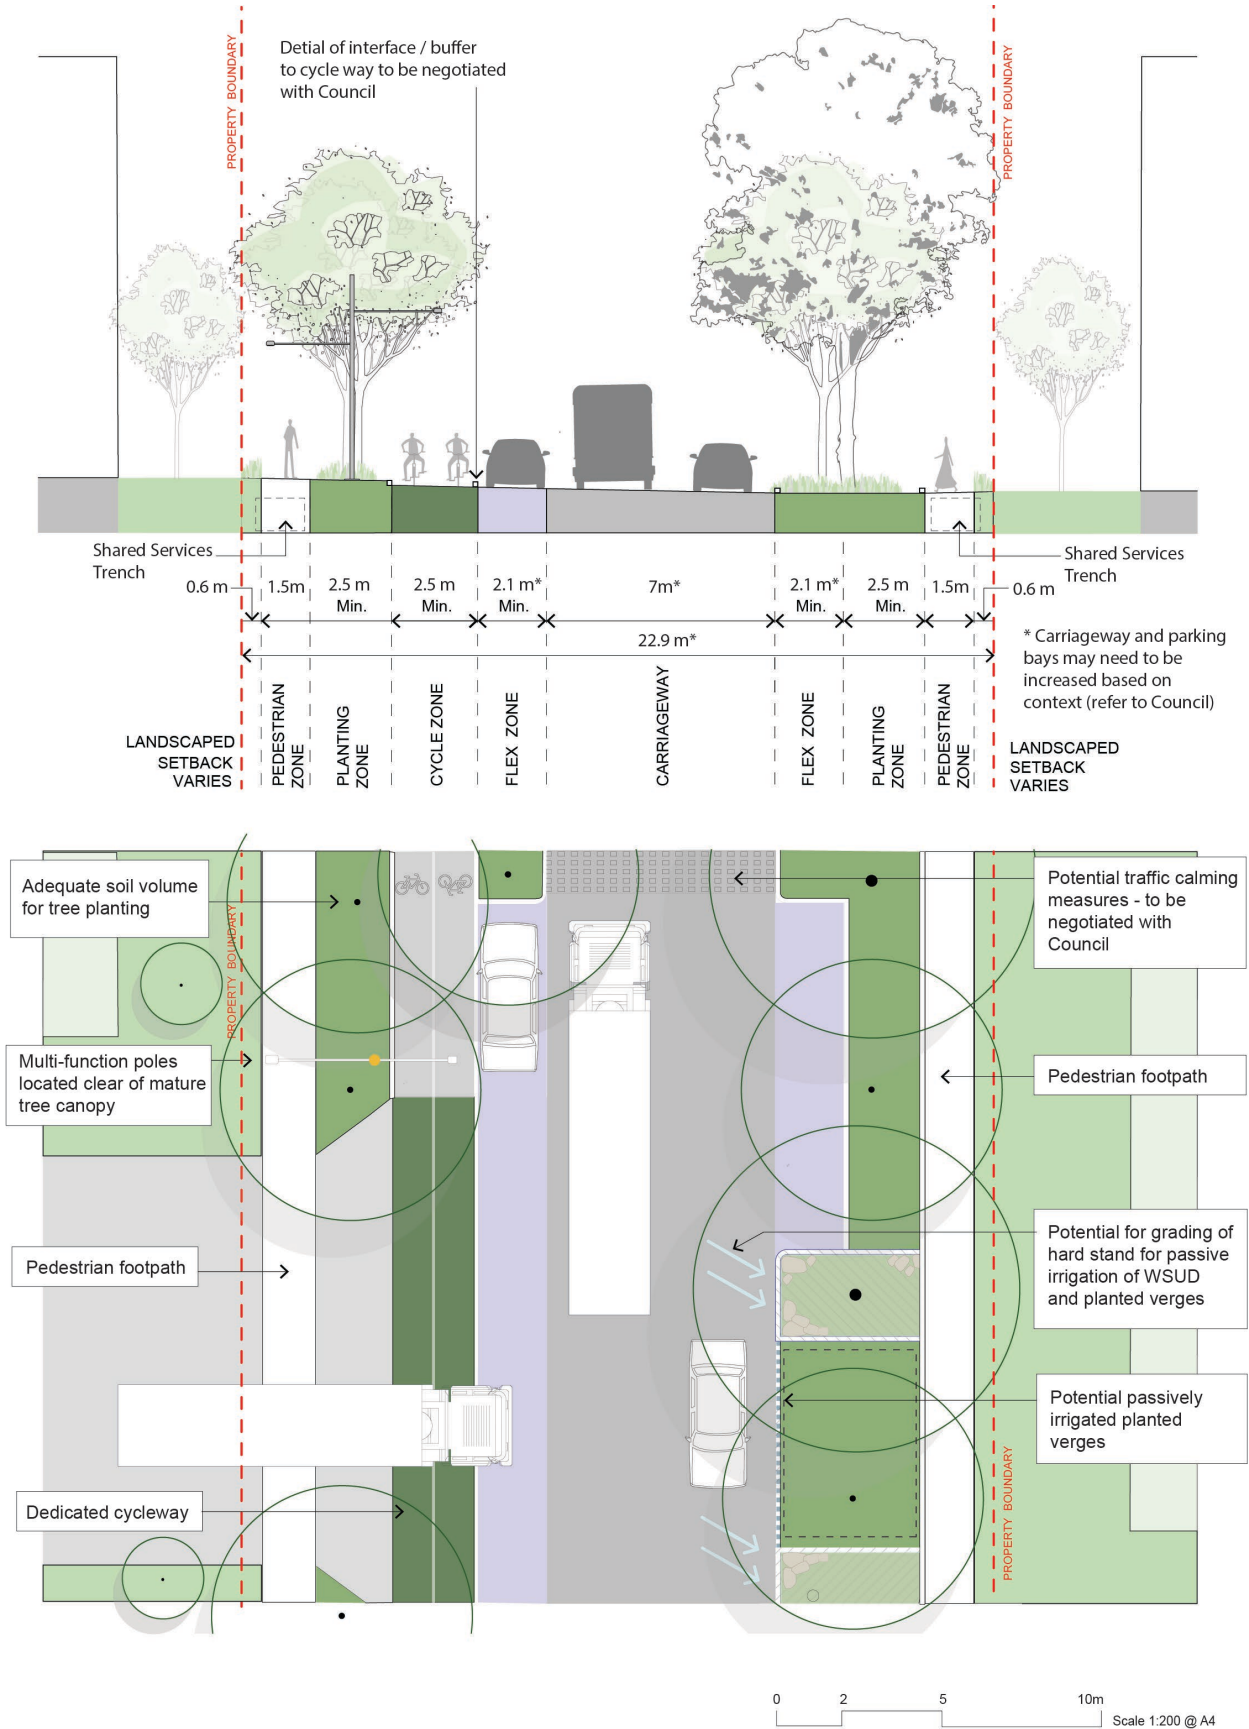 PROPERTY BOUNDARY
Detial of interface / buffer
to cycle way to be negotiated
with Council
PROPERTY BOUNDARY
Shared Services
Trench
Shared Services
Trench
0.6 m
1.5m
2.5 m
Min.
2.5 m
Min.
2.1 m*
Min.
7m*
2.1 m*
Min.
2.5 m
Min.
1.5m
0.6 m
22.9 m*
* Carriageway and parking
bays may need to be
increased based on
context (refer to Council)
LANDSCAPED
SETBACK
VARIES
PEDESTRIAN
ZONE
PLANTING
ZONE
CYCLE ZONE
FLEX ZONE
CARRIAGEWAY
FLEX ZONE
PLANTING
ZONE
PEDESTRIAN
ZONE
LANDSCAPED
SETBACK
VARIES
Adequate soil volume
for tree planting
PROPERTY BOUNDARY
Multi-function poles
located clear of mature
tree canopy
Pedestrian footpath
Dedicated cycleway
Potential traffic calming
measures - to be
negotiated with
Council
Pedestrian footpath
Potential for grading of
hard stand for passive
irrigation of WSUD
and planted verges
Potential passively
irrigated planted
verges
PROPERTY BOUNDARY
0
2
5
10m
Scale 1:200 @ A4